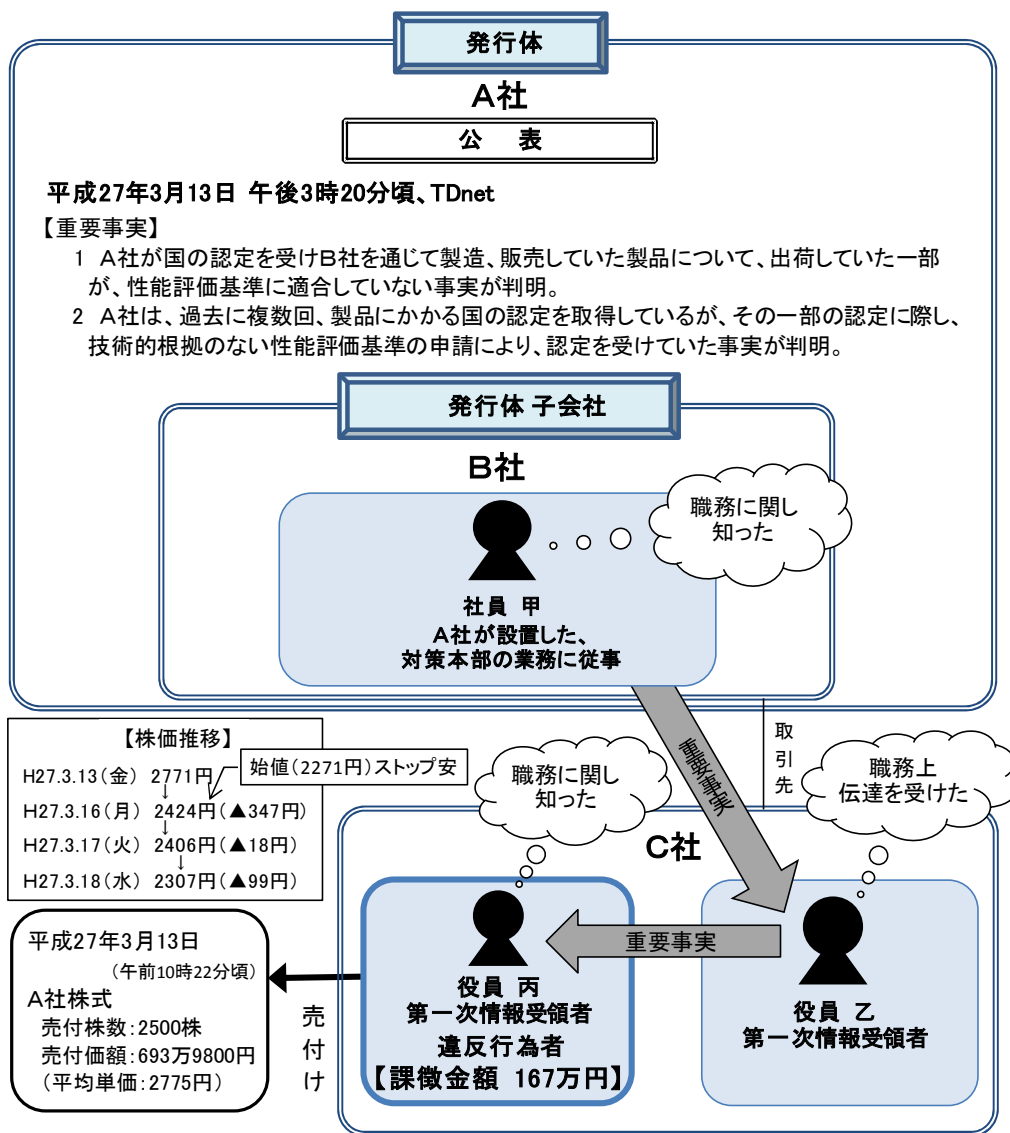 発行体
A社
公 表
平成27年3月13日 午後3時20分頃、TDnet
【重要事実】
1 A社が国の認定を受けB社を通じて製造、販売していた製品について、出荷していた一部
が、性能評価基準に適合していない事実が判明。
2 A社は、過去に複数回、製品にかかる国の認定を取得しているが、その一部の認定に際し、
技術的根拠のない性能評価基準の申請により、認定を受けていた事実が判明。
発行体 子会社
B社
職務に関し
知った
社員 甲
A社が設置した、
対策本部の業務に従事
重要事実
取引先
【株価推移】
始値(2271円)ストップ安
H27.3.13(金) 2771円
↓
H27.3.16(月) 2424円(▲347円)
↓
H27.3.17(火) 2406円(▲18円)
↓
H27.3.18(水) 2307円(▲99円)
職務に関し
知った
職務上
伝達を受けた
C社
重要事実
役員 丙
第一次情報受領者
違反行為者
【課徴金額 167万円】
役員 乙
第一次情報受領者
売付け
平成27年3月13日
(午前10時22分頃)
A社株式
売付株数:2500株
売付価額:693万9800円
(平均単価:2775円)